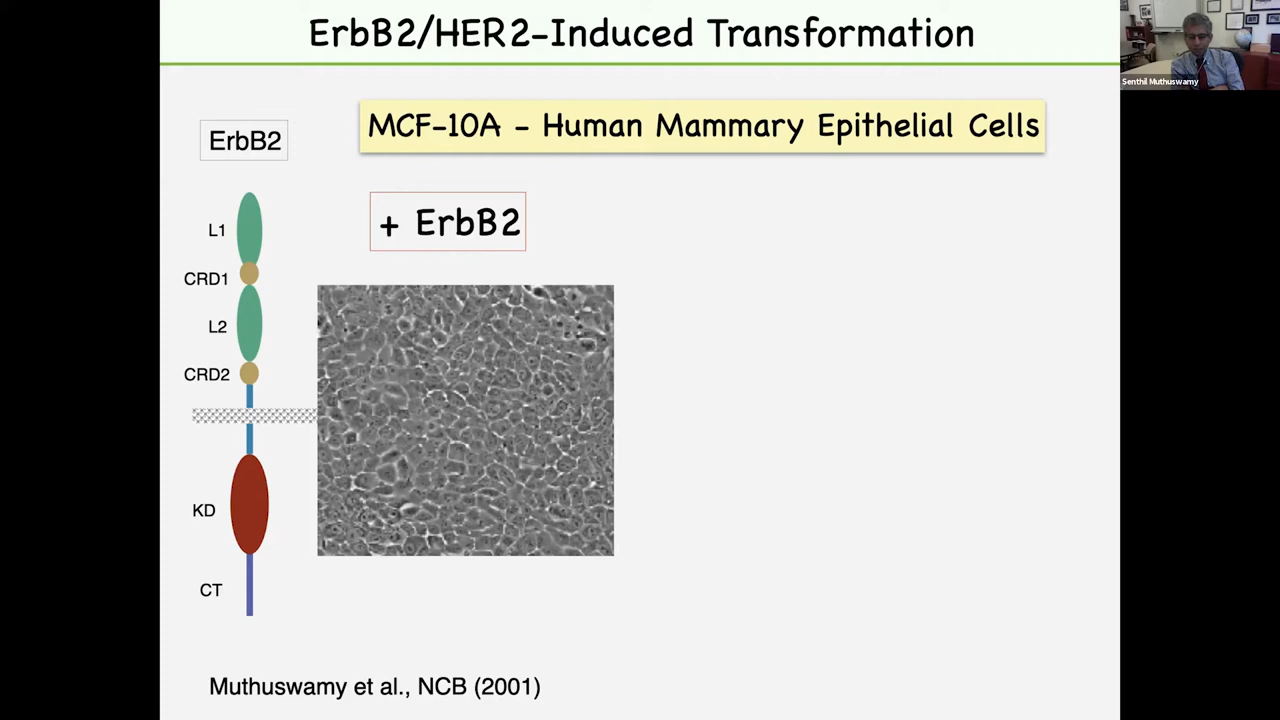 ErbB2/HER2-Induced Transformation
Senthil Muthuswamy
MCF-10A - Human Mammary Epithelial Cells
ErbB2
+ ErbB2
L1
CRD1
L2
CRD2
KD
CT
Muthuswamy et al., NCB (2001)